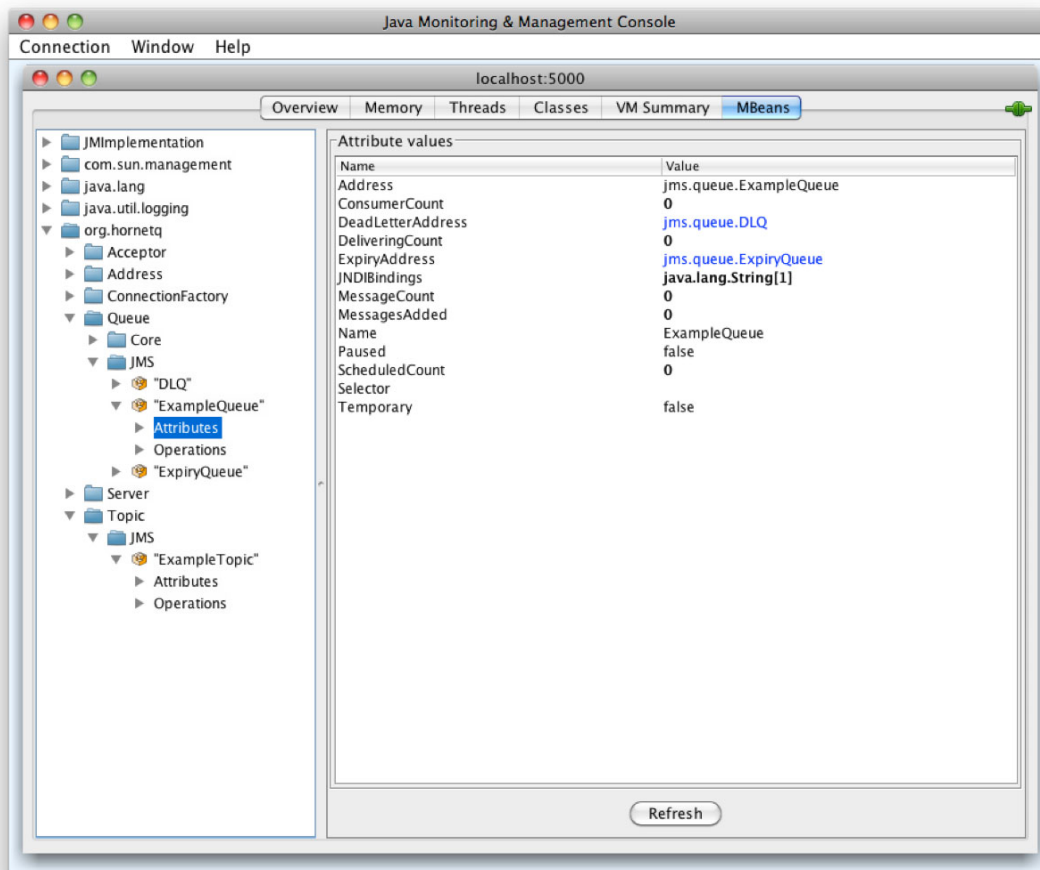 Java Monitoring & Management Console
Connection Window Help
localhost:5000
Overview Memory Threads Classes VM Summary MBeans
JMImplementation
com.sun.management
java.lang
java.util.logging
org.hornetq
Acceptor
Address
ConnectionFactory
Queue
Core
JMS
"DLQ"
"ExampleQueue"
Attributes
Operations
"ExpiryQueue"
Server
Topic
JMS
"ExampleTopic"
Attributes
Operations
Attribute values
Name Value
Address jms.queue.ExampleQueue
ConsumerCount 0
DeadLetterAddress jms.queue.DLQ
DeliveringCount 0
ExpiryAddress jms.queue.ExpiryQueue
JNDIBindings java.lang.String[1]
MessageCount 0
MessagesAdded 0
Name ExampleQueue
Paused false
ScheduledCount 0
Selector
Temporary false
Refresh